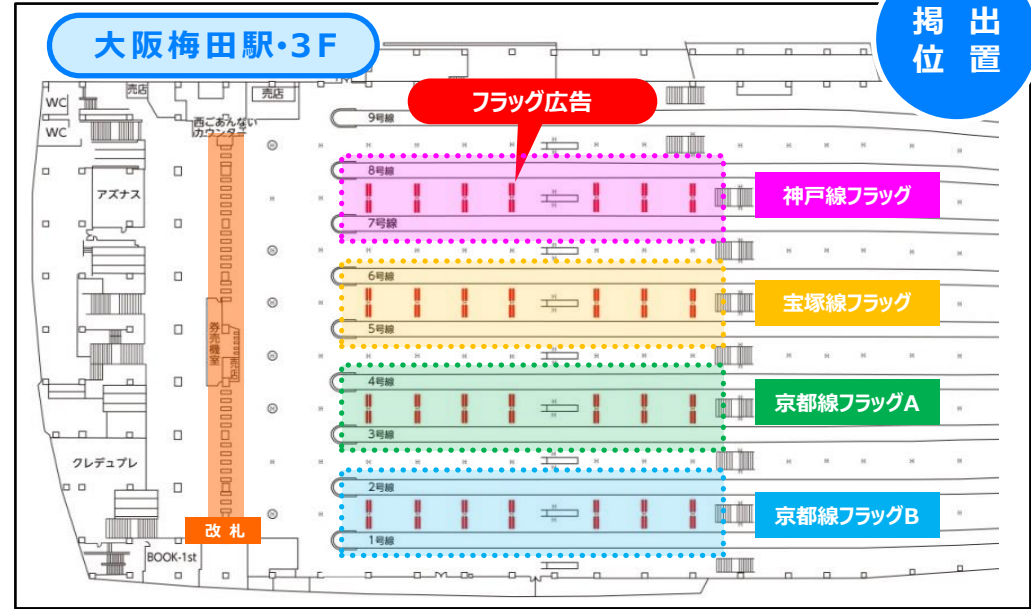 大阪梅田駅・3F
掲出
位置
売店
売店
WC
WC
西ごあんない
カウンター
フラッグ広告
9号線
8号線
アズナス
神戸線フラッグ
7号線
6号線
宝塚線フラッグ
5号線
券売機室
売店
4号線
京都線フラッグA
3号線
クレデュプレ
2号線
京都線フラッグB
改札
1号線
BOOK-1st